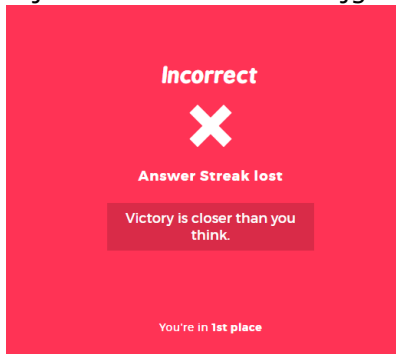 Incorrect
Answer Streak lost
Victory is closer than you
think.
You're in 1st place